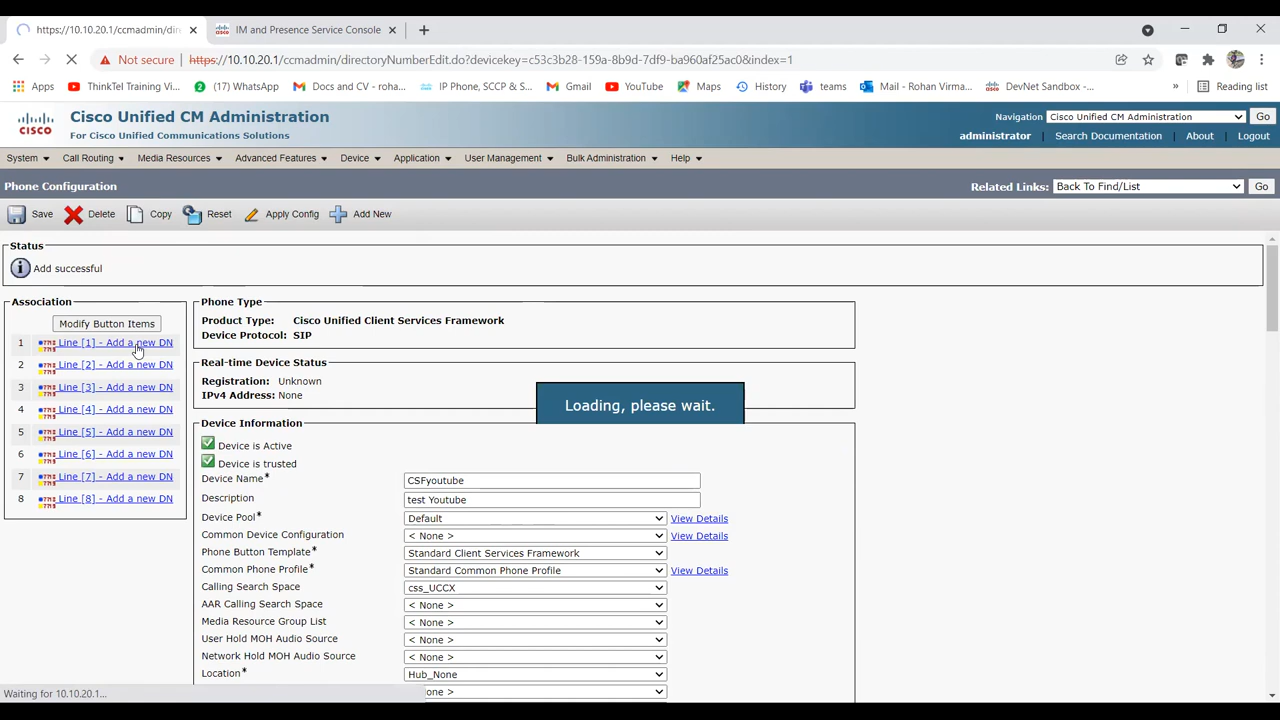 https://10.10.20.1/ccmadmin/dire
IM and Presence Service Console
Not secure | https://10.10.20.1/ccmadmin/directoryNumberEdit.do?devicekey=ca5c3b28-159a-8b9d-7df9-ba960af25ac0&index=1
Apps ThinkTel Training Vi... (17) WhatsApp Docs and CV - roha... IP Phone, SCCP & S... Gmail YouTube Maps History teams Mail - Rohan Virma... DevNet Sandbox -... » Reading list
CISCO
Cisco Unified CM Administration
For Cisco Unified Communications Solutions
Navigation Cisco Unified CM Administration Go
administrator Search Documentation About Logout
System Call Routing Media Resources Advanced Features Device Application User Management Bulk Administration Help
Phone Configuration
Related Links: Back To Find/List Go
Save Delete Copy Reset Apply Config Add New
Status
Add successful
Association
Modify Button Items
1 Line [1] - Add a new DN
2 Line [2] - Add a new DN
3 Line [3] - Add a new DN
4 Line [4] - Add a new DN
5 Line [5] - Add a new DN
6 Line [6] - Add a new DN
7 Line [7] - Add a new DN
8 Line [8] - Add a new DN
Phone Type
Product Type: Cisco Unified Client Services Framework
Device Protocol: SIP
Real-time Device Status
Registration: Unknown
IPv4 Address: None
Loading, please wait.
Device Information
Device is Active
Device is trusted
Device Name* CSFyoutube
Description test Youtube
Device Pool* Default View Details
Common Device Configuration < None > View Details
Phone Button Template* Standard Client Services Framework
Common Phone Profile* Standard Common Phone Profile View Details
Calling Search Space css_UCCX
AAR Calling Search Space < None >
Media Resource Group List < None >
User Hold MOH Audio Source < None >
Network Hold MOH Audio Source < None >
Location* Hub_None
None >
Waiting for 10.10.20.1...